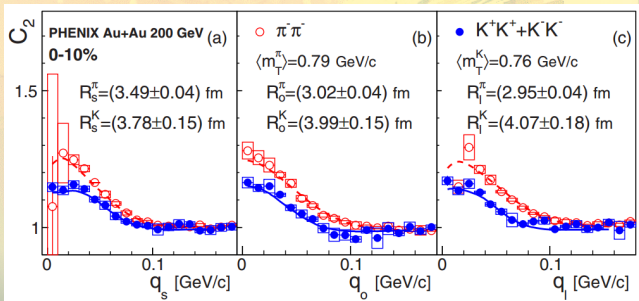 C₂
PHENIX Au+Au 200 GeV (a)
0-10%
R_s^π=(3.49±0.04) fm
R_s^K=(3.78±0.15) fm
π⁻π⁻ (b)
⟨m_T^π⟩=0.79 GeV/c
R_o^π=(3.02±0.04) fm
R_o^K=(3.99±0.15) fm
K⁺K⁺+K⁻K⁻ (c)
⟨m_T^K⟩=0.76 GeV/c
R_l^π=(2.95±0.04) fm
R_l^K=(4.07±0.18) fm
1.2
1
0 0.1 0 0.1 0 0.1
q_s [GeV/c] q_o [GeV/c] q_l [GeV/c]